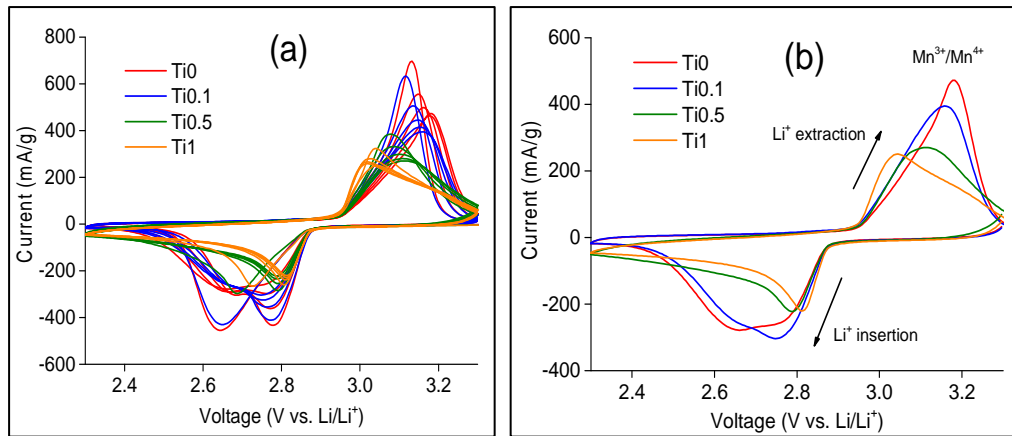 (a)
Ti0
Ti0.1
Ti0.5
Ti1
Current (mA/g)
800
600
400
200
0
-200
-400
-600
2.4 2.6 2.8 3.0 3.2
Voltage (V vs. Li/Li⁺)
(b)
Ti0
Ti0.1
Ti0.5
Ti1
Mn³⁺/Mn⁴⁺
Li⁺ extraction
Li⁺ insertion
Current (mA/g)
600
400
200
0
-200
-400
2.4 2.6 2.8 3.0 3.2
Voltage (V vs. Li/Li⁺)